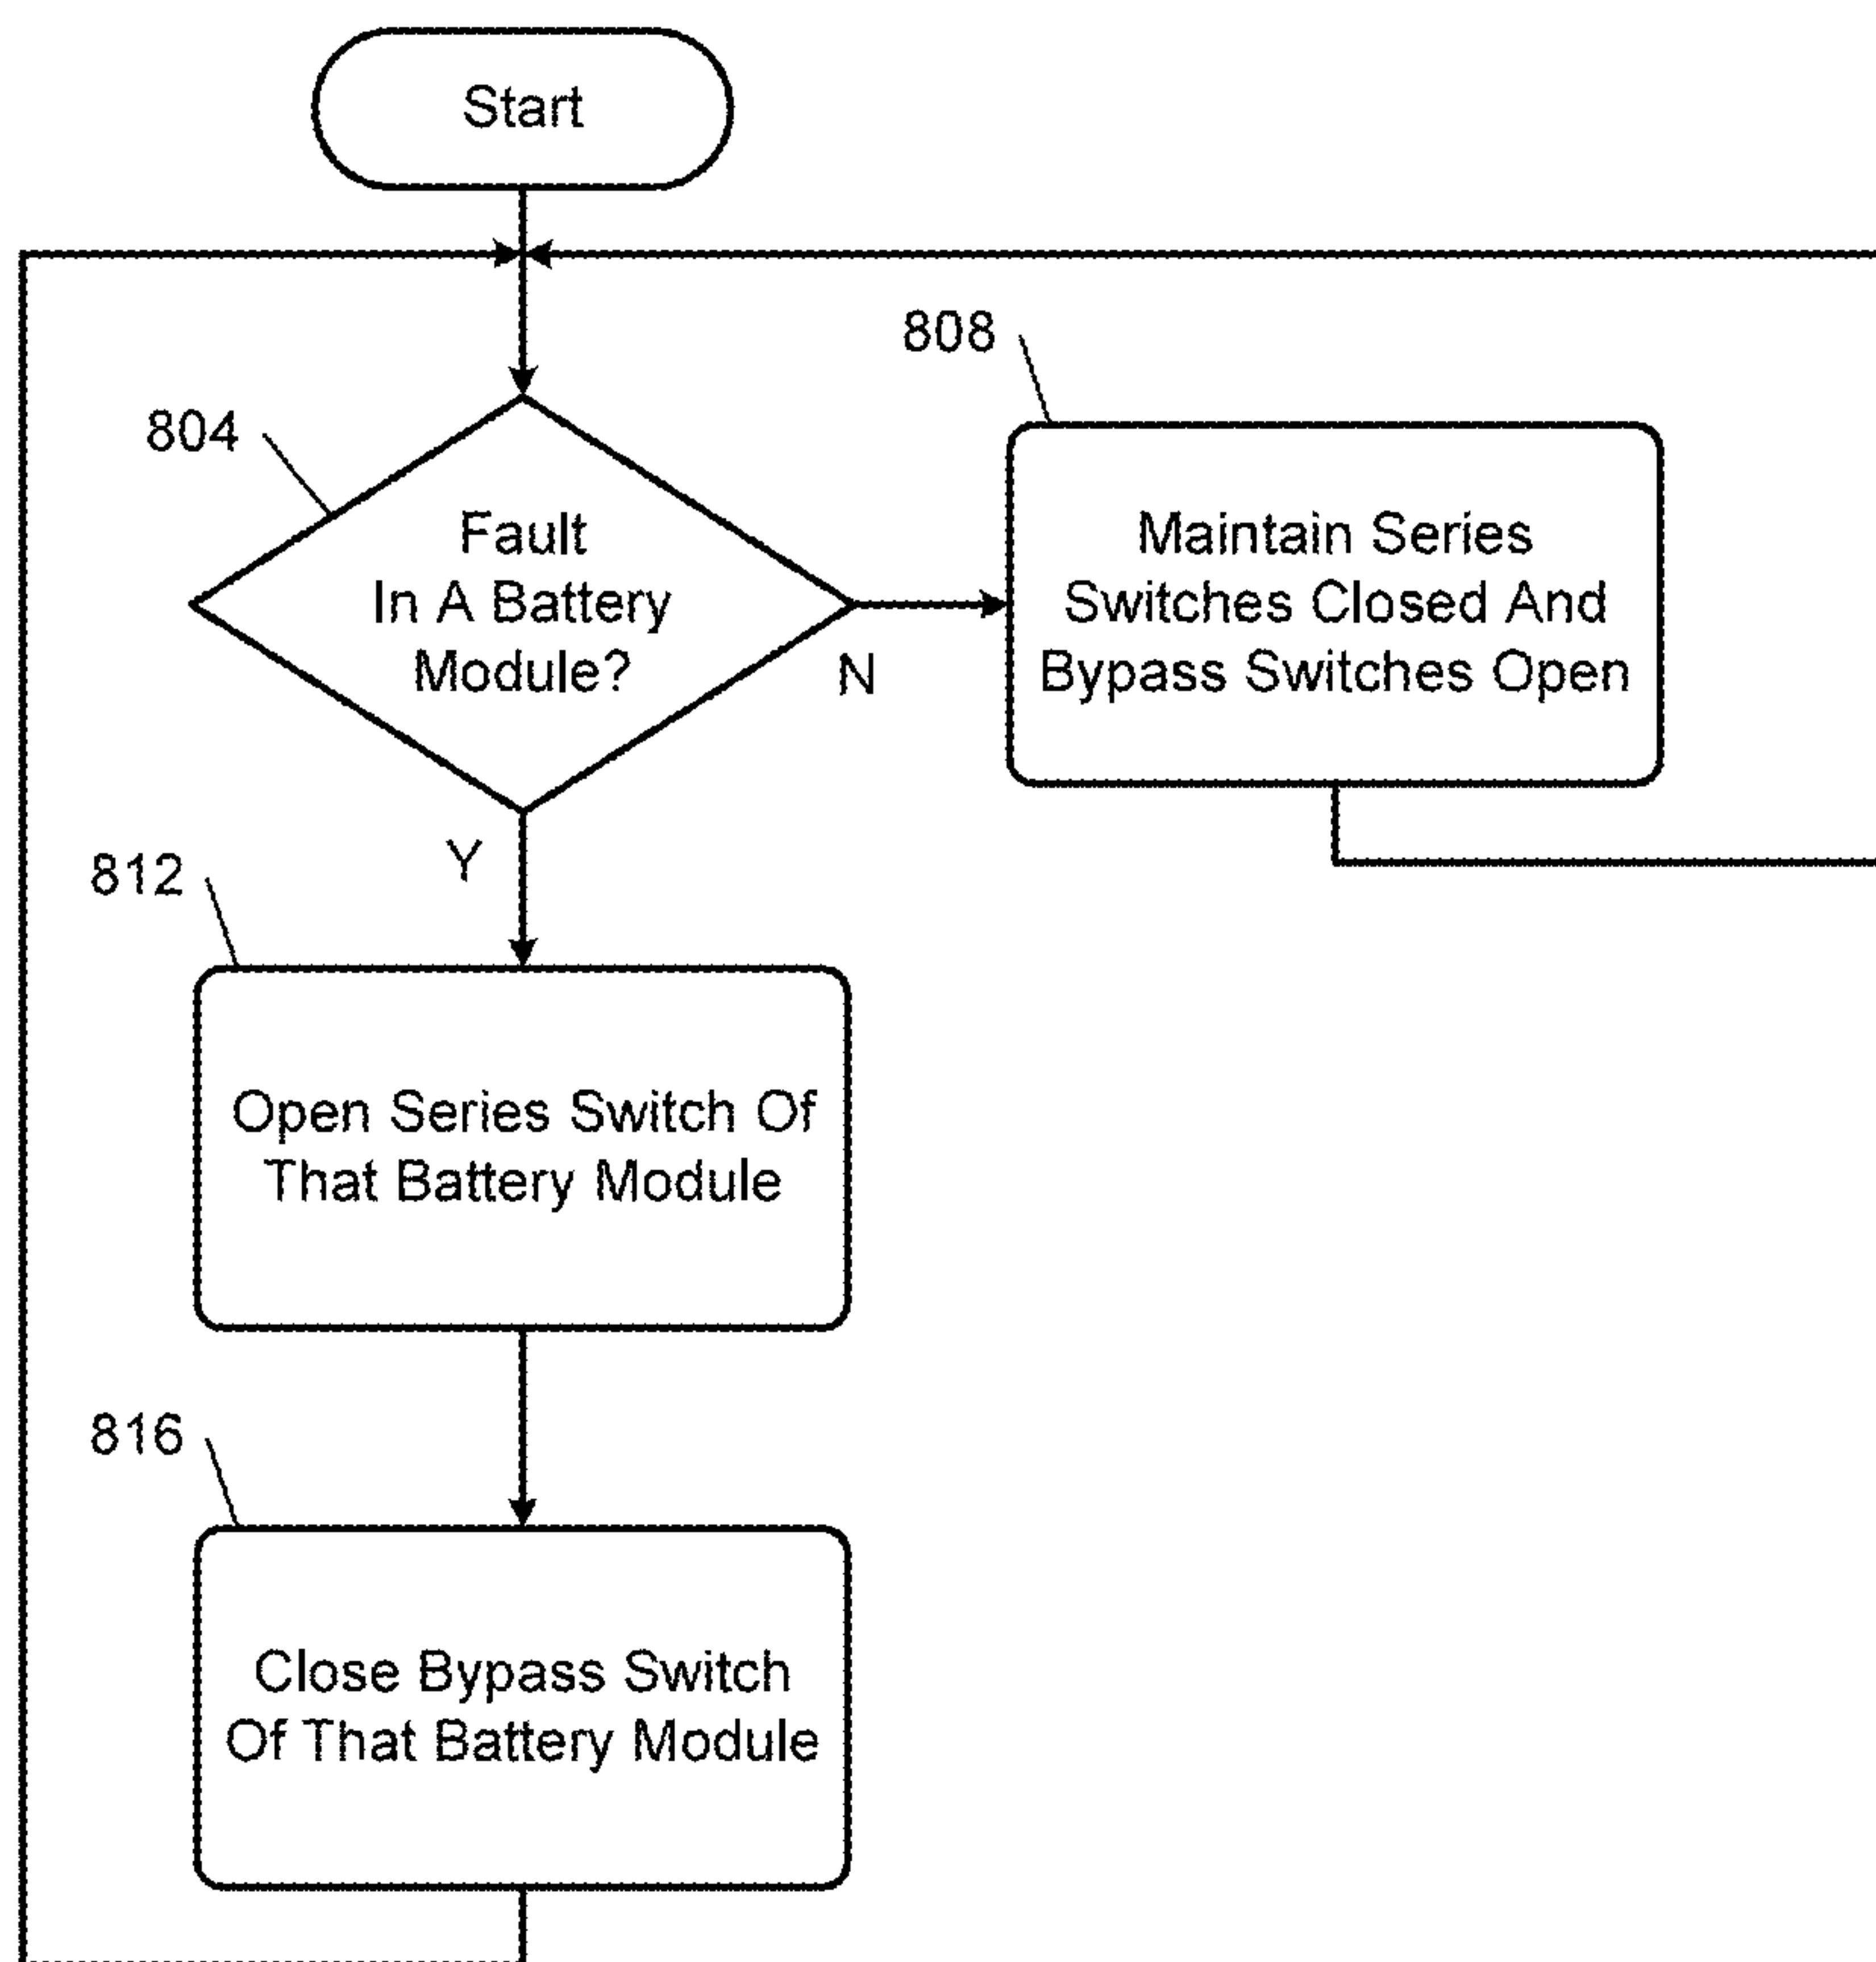 Start
804
Fault
In A Battery
Module?
N
808
Maintain Series
Switches Closed And
Bypass Switches Open
Y
812
Open Series Switch Of
That Battery Module
816
Close Bypass Switch
Of That Battery Module